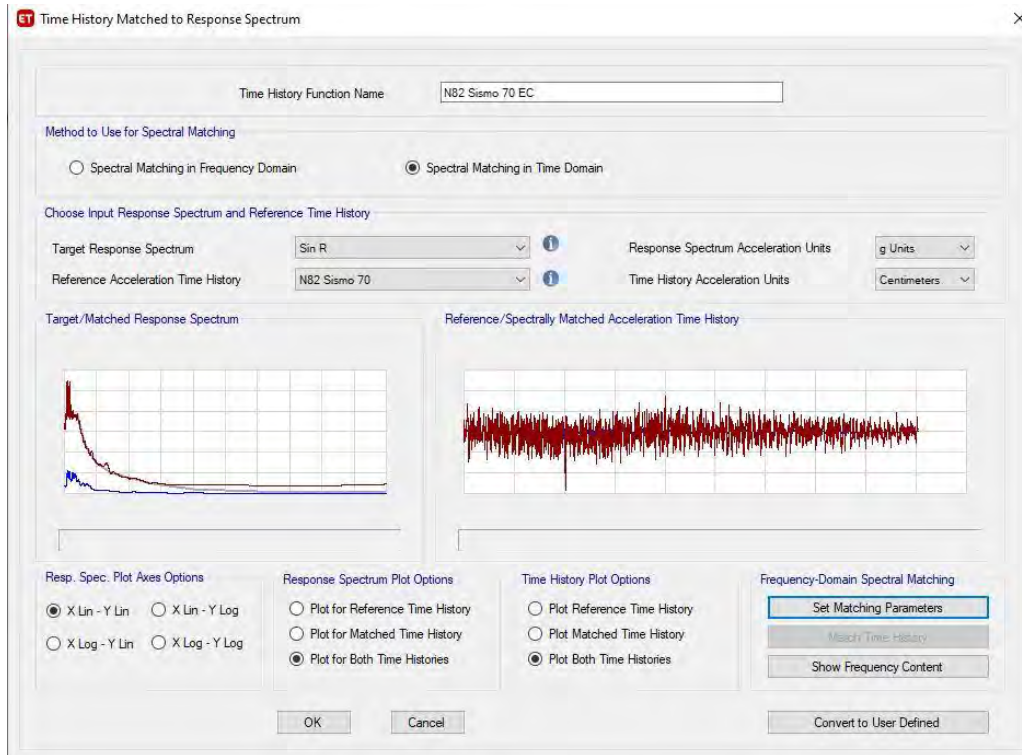 ET Time History Matched to Response Spectrum
Time History Function Name N82 Sismo 70 EC
Method to Use for Spectral Matching
Spectral Matching in Frequency Domain Spectral Matching in Time Domain
Choose Input Response Spectrum and Reference Time History
Target Response Spectrum Sin R Response Spectrum Acceleration Units g Units
Reference Acceleration Time History N82 Sismo 70 Time History Acceleration Units Centimeters
Target/Matched Response Spectrum Reference/Spectrally Matched Acceleration Time History
Resp. Spec. Plot Axes Options
X Lin - Y Lin X Lin - Y Log
X Log - Y Lin X Log - Y Log
Response Spectrum Plot Options
Plot for Reference Time History
Plot for Matched Time History
Plot for Both Time Histories
Time History Plot Options
Plot Reference Time History
Plot Matched Time History
Plot Both Time Histories
Frequency-Domain Spectral Matching
Set Matching Parameters
Match Time History
Show Frequency Content
OK Cancel Convert to User Defined